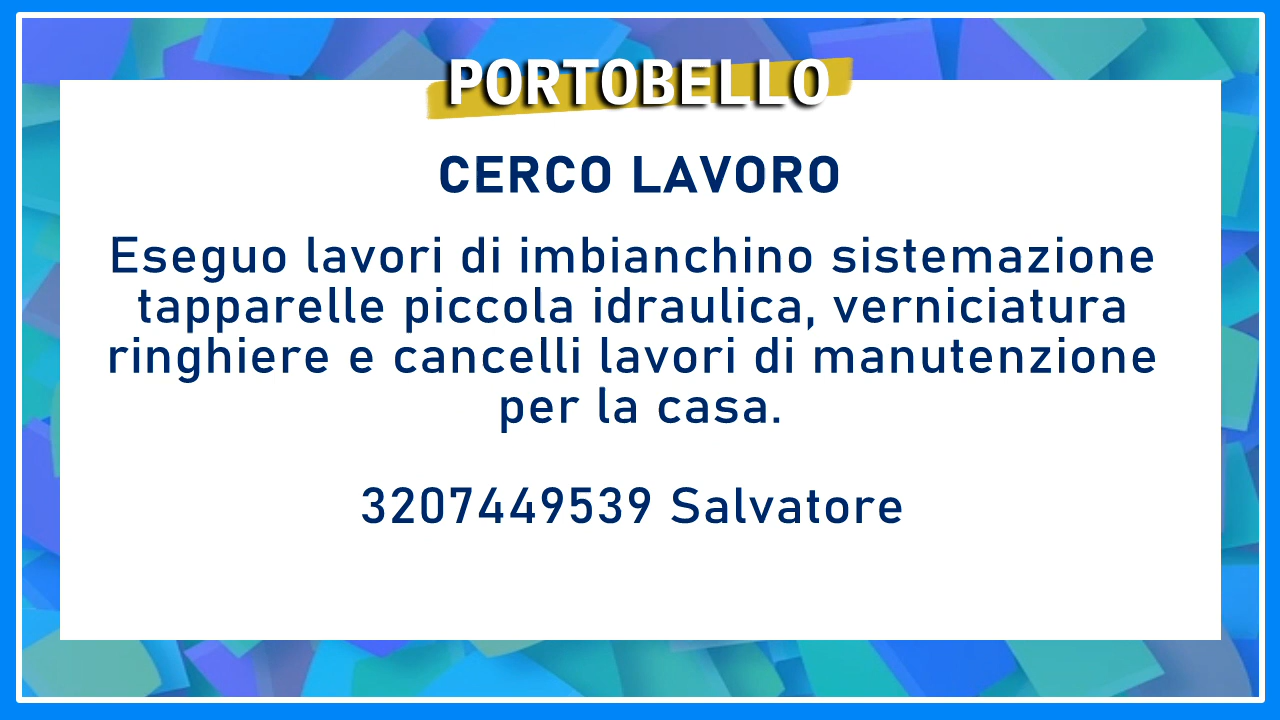 PORTOBELLO
CERCO LAVORO
Eseguo lavori di imbianchino sistemazione
tapparelle piccola idraulica, verniciatura
ringhiere e cancelli lavori di manutenzione
per la casa.
3207449539 Salvatore